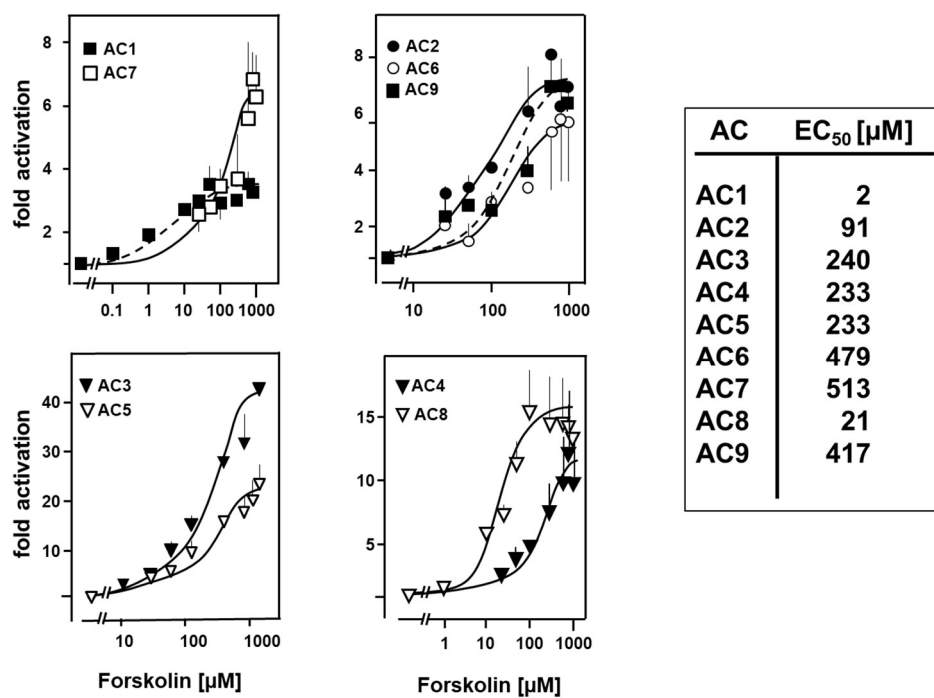 8
6
4
2
fold activation
AC1
AC7
0.1 1 10 100 1000
8
6
4
2
AC2
AC6
AC9
10 100 1000
40
30
20
10
fold activation
AC3
AC5
10 100 1000
Forskolin [µM]
15
10
5
AC4
AC8
1 10 100 1000
Forskolin [µM]
AC EC50 [µM]
AC1 2
AC2 91
AC3 240
AC4 233
AC5 233
AC6 479
AC7 513
AC8 21
AC9 417